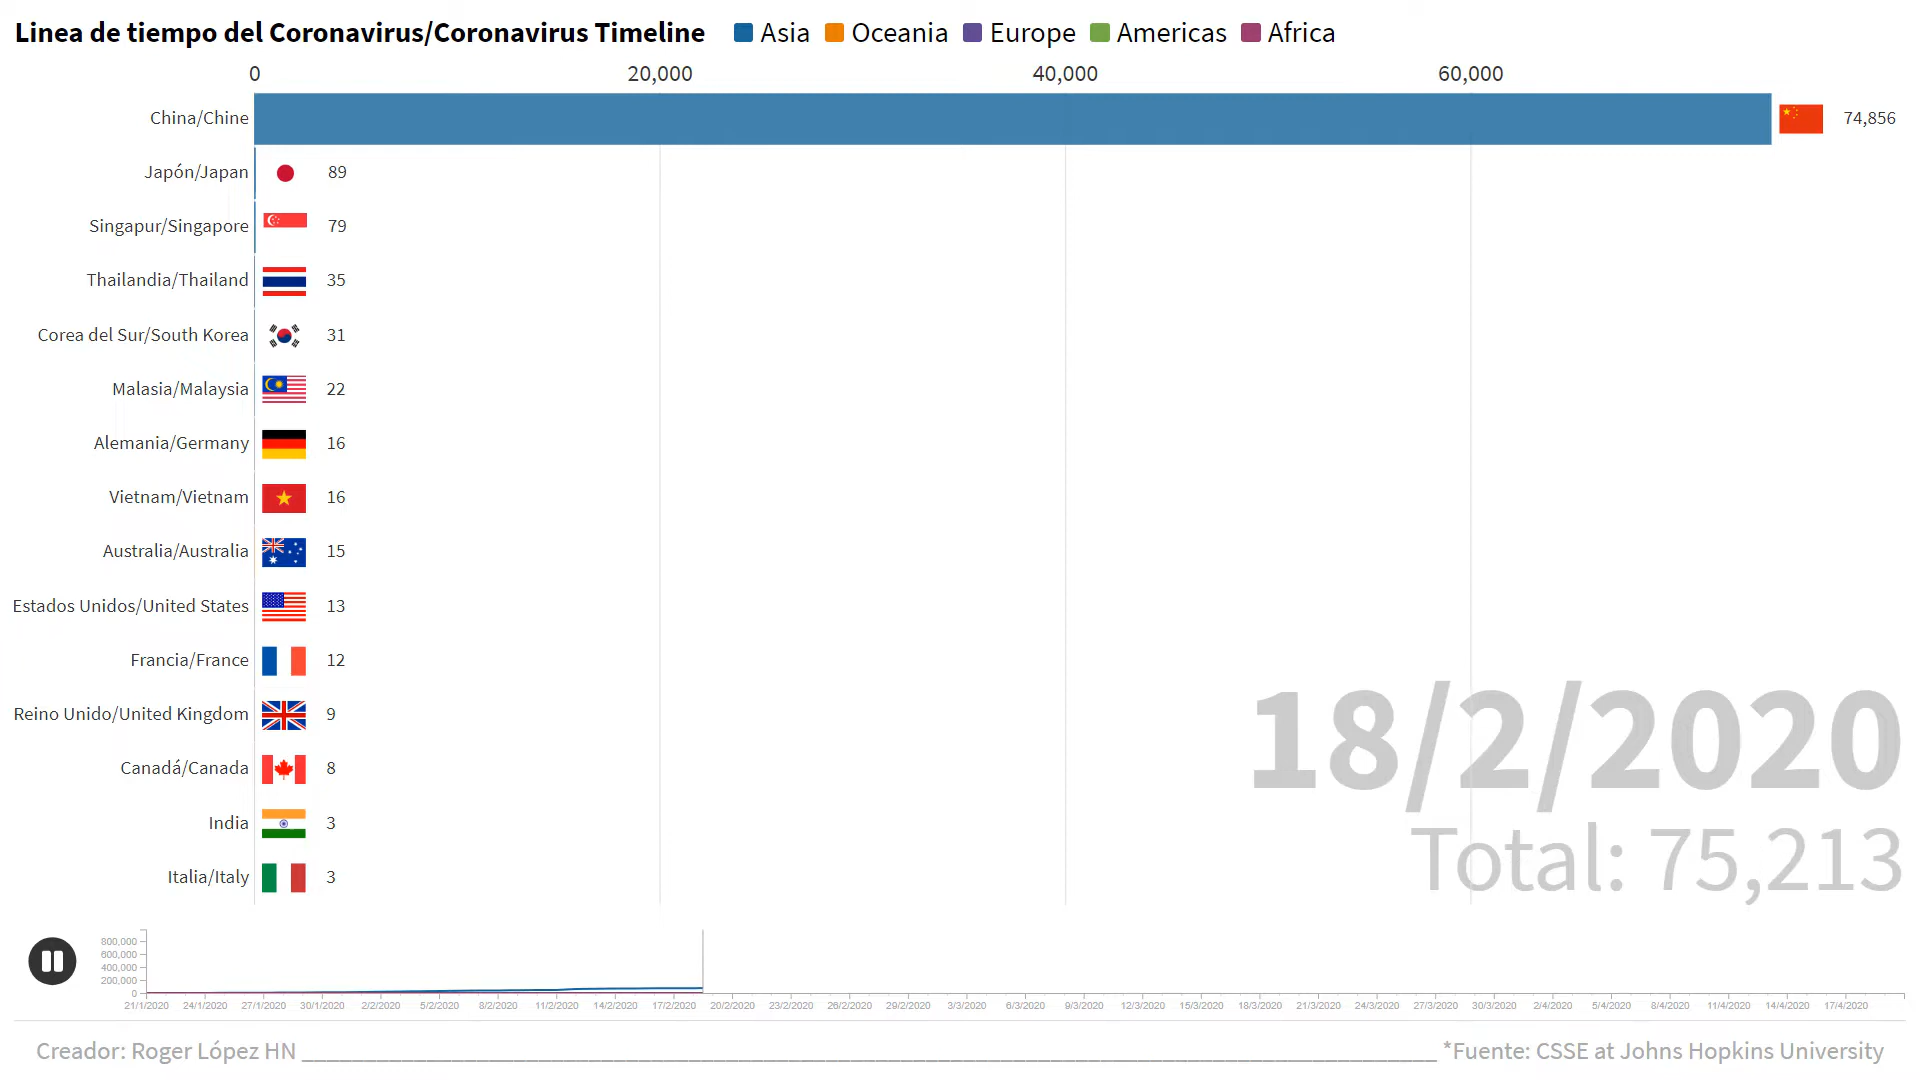 Linea de tiempo del Coronavirus/Coronavirus Timeline Asia Oceania Europe Americas Africa
0 20,000 40,000 60,000
China/Chine 74,856
Japón/Japan 89
Singapur/Singapore 79
Thailandia/Thailand 35
Corea del Sur/South Korea 31
Malasia/Malaysia 22
Alemania/Germany 16
Vietnam/Vietnam 16
Australia/Australia 15
Estados Unidos/United States 13
Francia/France 12
Reino Unido/United Kingdom 9
Canadá/Canada 8
India 3
Italia/Italy 3
18/2/2020
Total: 75,213
800,000
600,000
400,000
200,000
0
21/1/2020 24/1/2020 27/1/2020 30/1/2020 2/2/2020 5/2/2020 8/2/2020 11/2/2020 14/2/2020 17/2/2020 20/2/2020 23/2/2020 26/2/2020 29/2/2020 3/3/2020 6/3/2020 9/3/2020 12/3/2020 15/3/2020 18/3/2020 21/3/2020 24/3/2020 27/3/2020 30/3/2020 2/4/2020 5/4/2020 8/4/2020 11/4/2020 14/4/2020 17/4/2020
Creador: Roger López HN *Fuente: CSSE at Johns Hopkins University